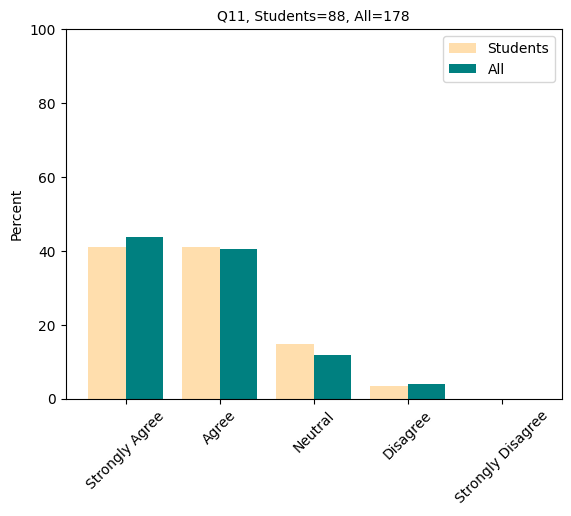 Q11, Students=88, All=178
Students
All
Percent
100
80
60
40
20
0
Strongly Agree
Agree
Neutral
Disagree
Strongly Disagree